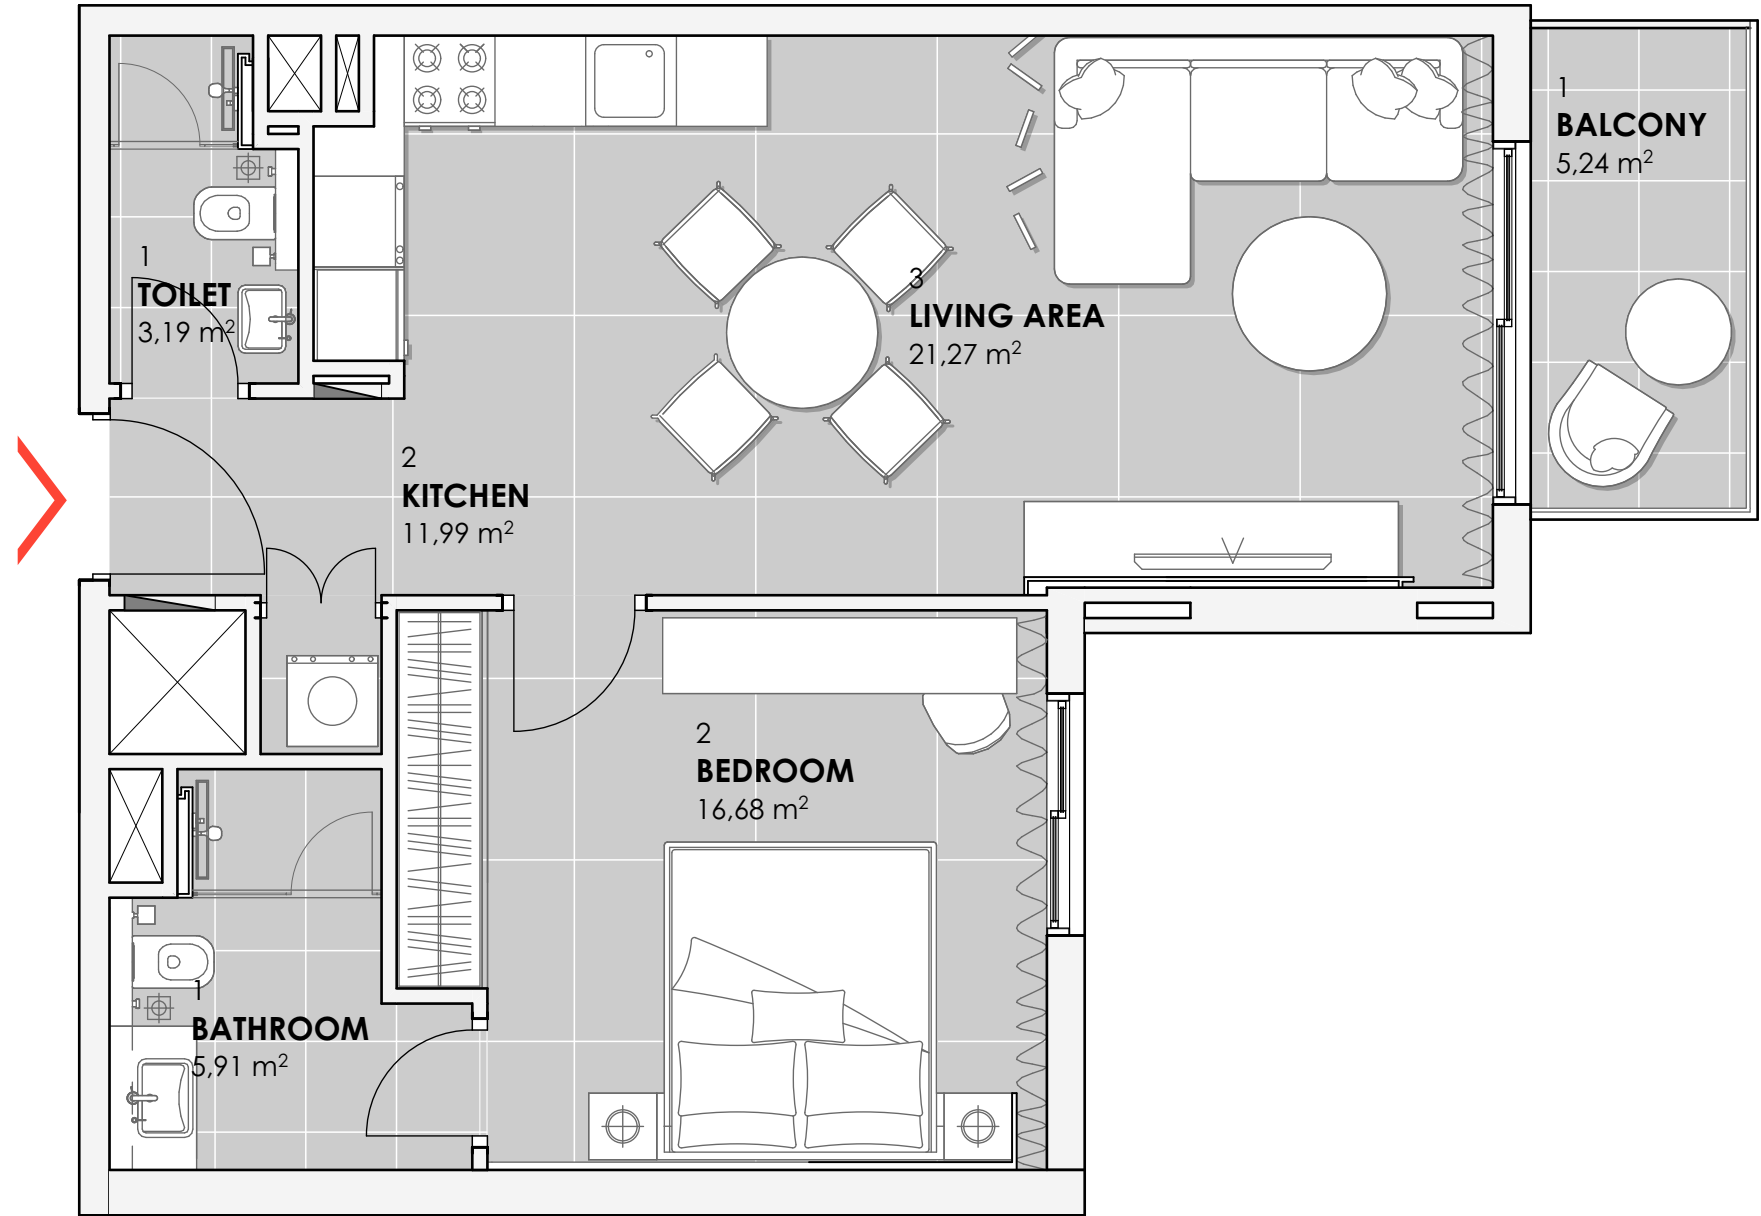 1
BALCONY
5,24 m²
1
TOILET
3,19 m²
3
LIVING AREA
21,27 m²
2
KITCHEN
11,99 m²
2
BEDROOM
16,68 m²
1
BATHROOM
5,91 m²